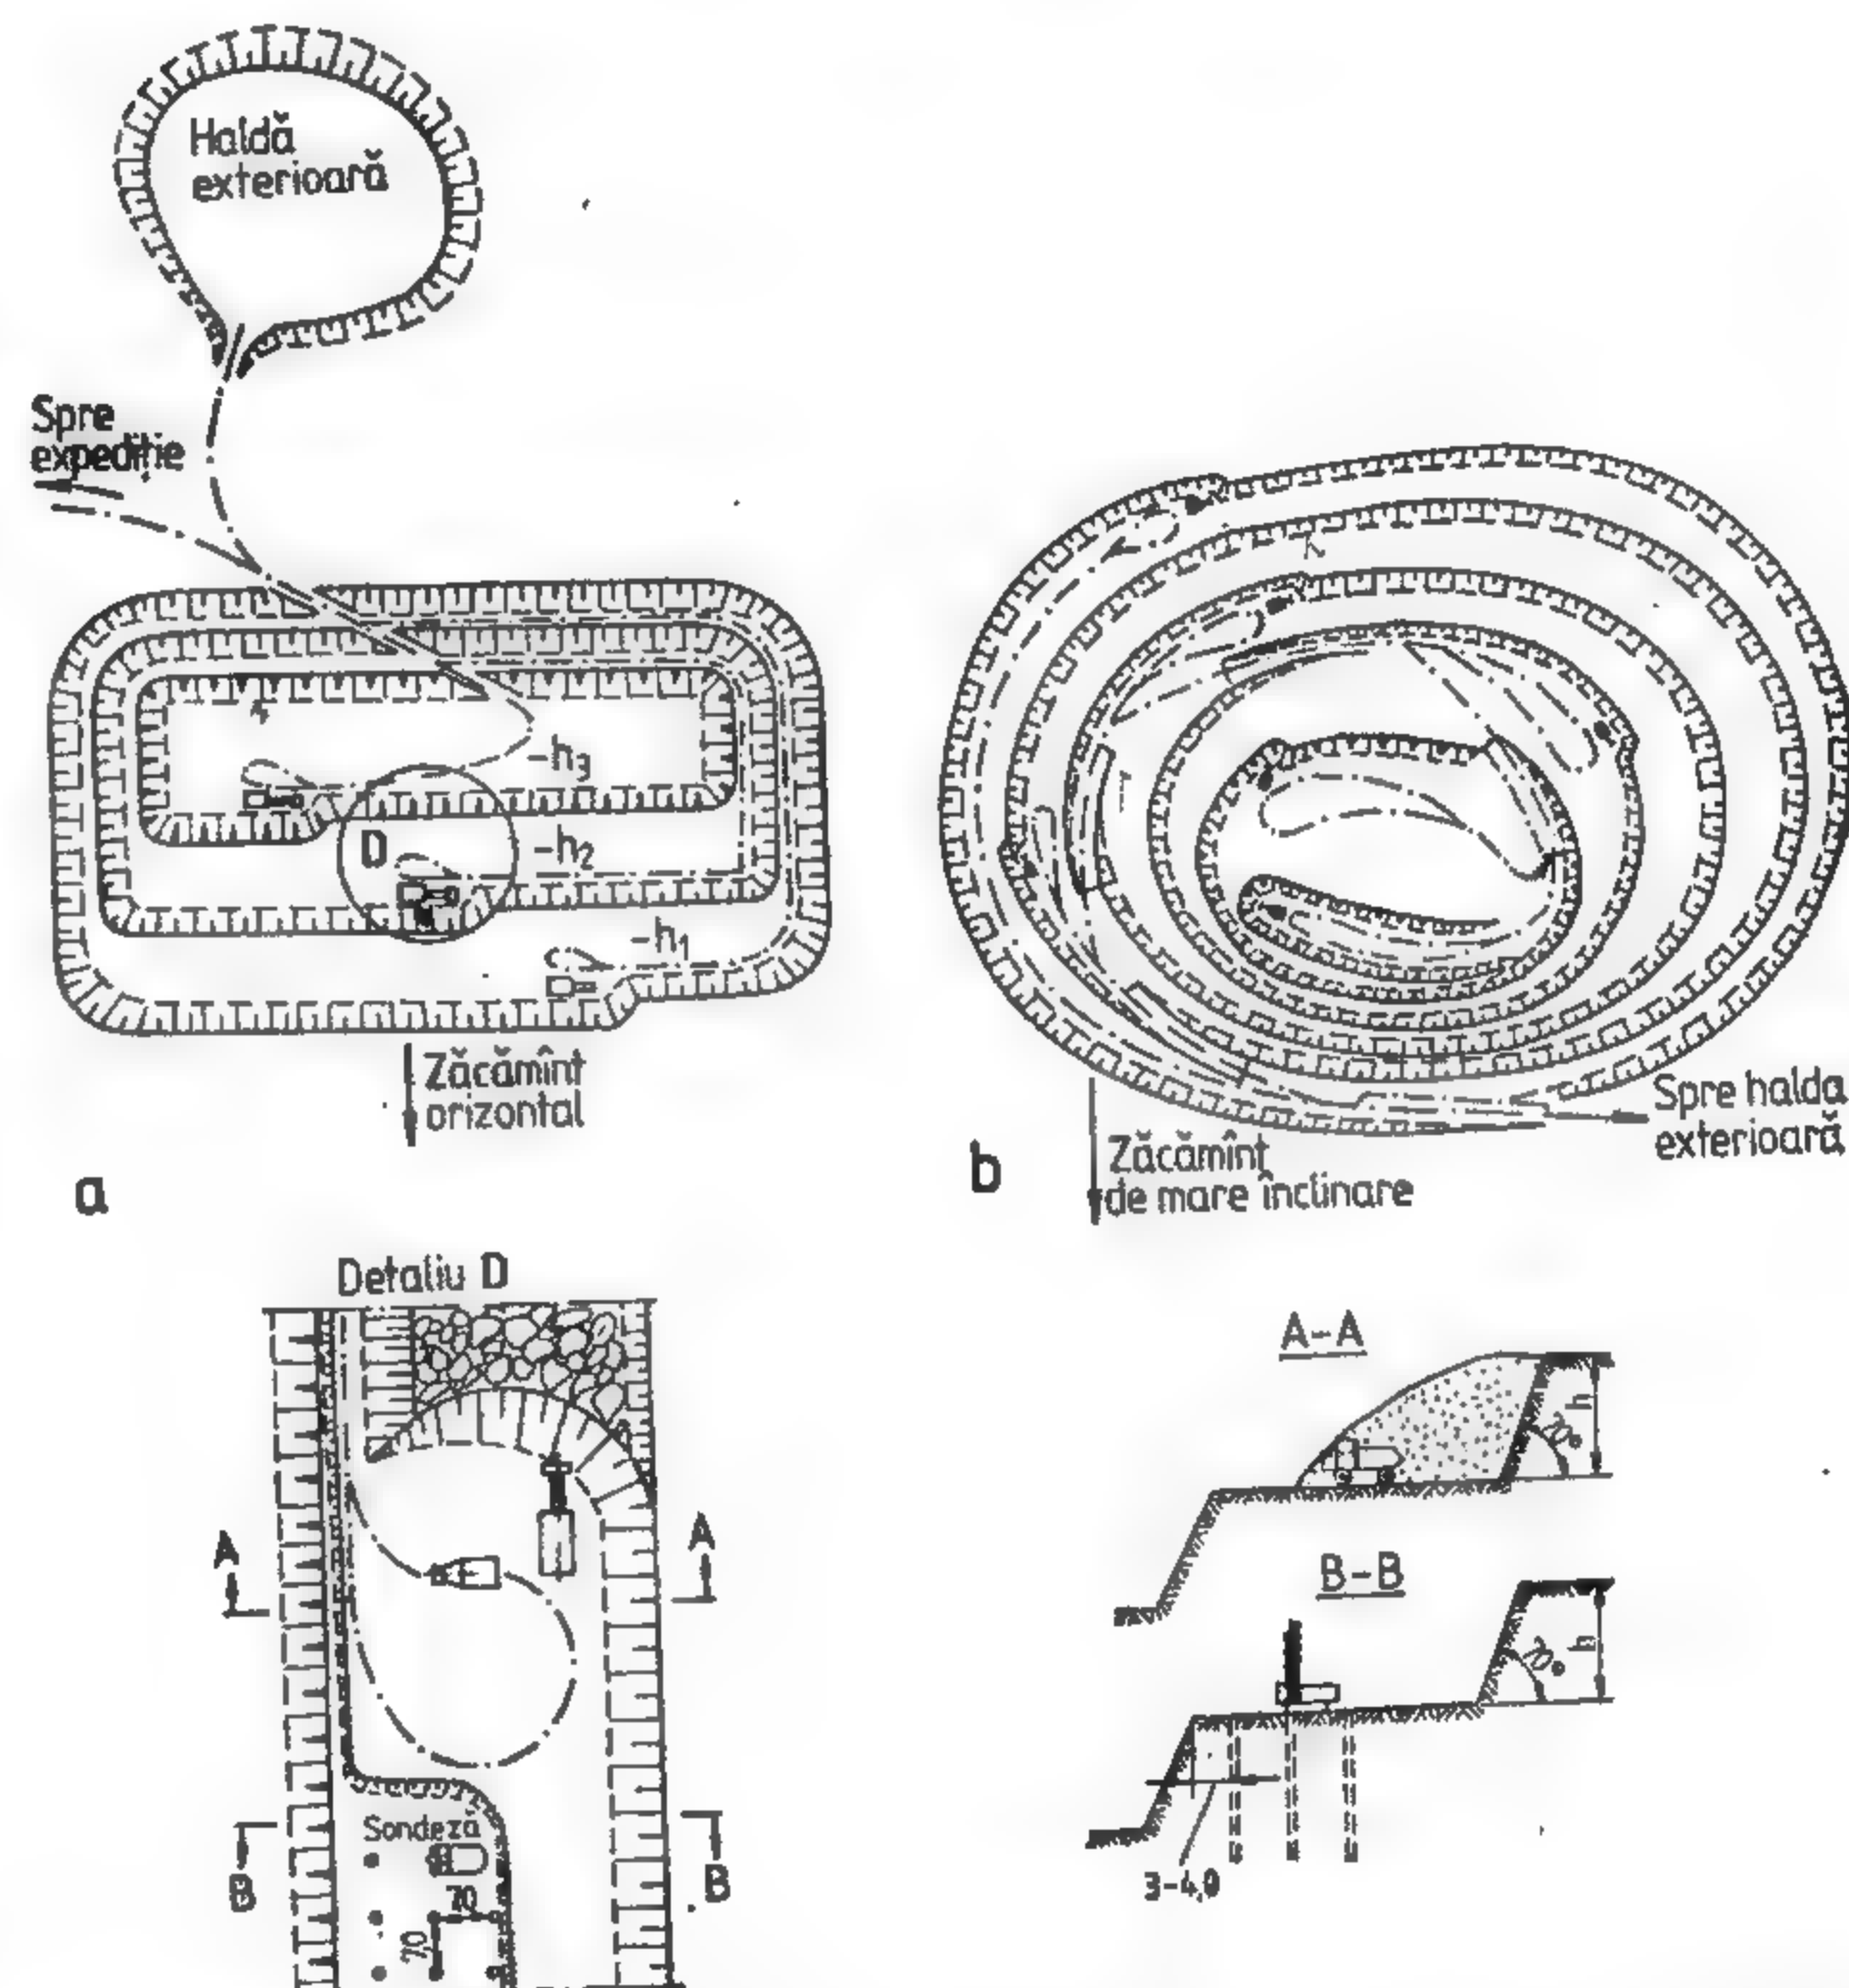 Haldă
exterioară
Spre
expediție
-h3
D
-h2
-h1
Zăcămînt
orizontal
a
Spre halda
exterioară
b
Zăcămînt
de mare înclinare
Detaliu D
A
A
Sondeză
B
B
70
70
A-A
h
70°
B-B
h
70°
3-4,0